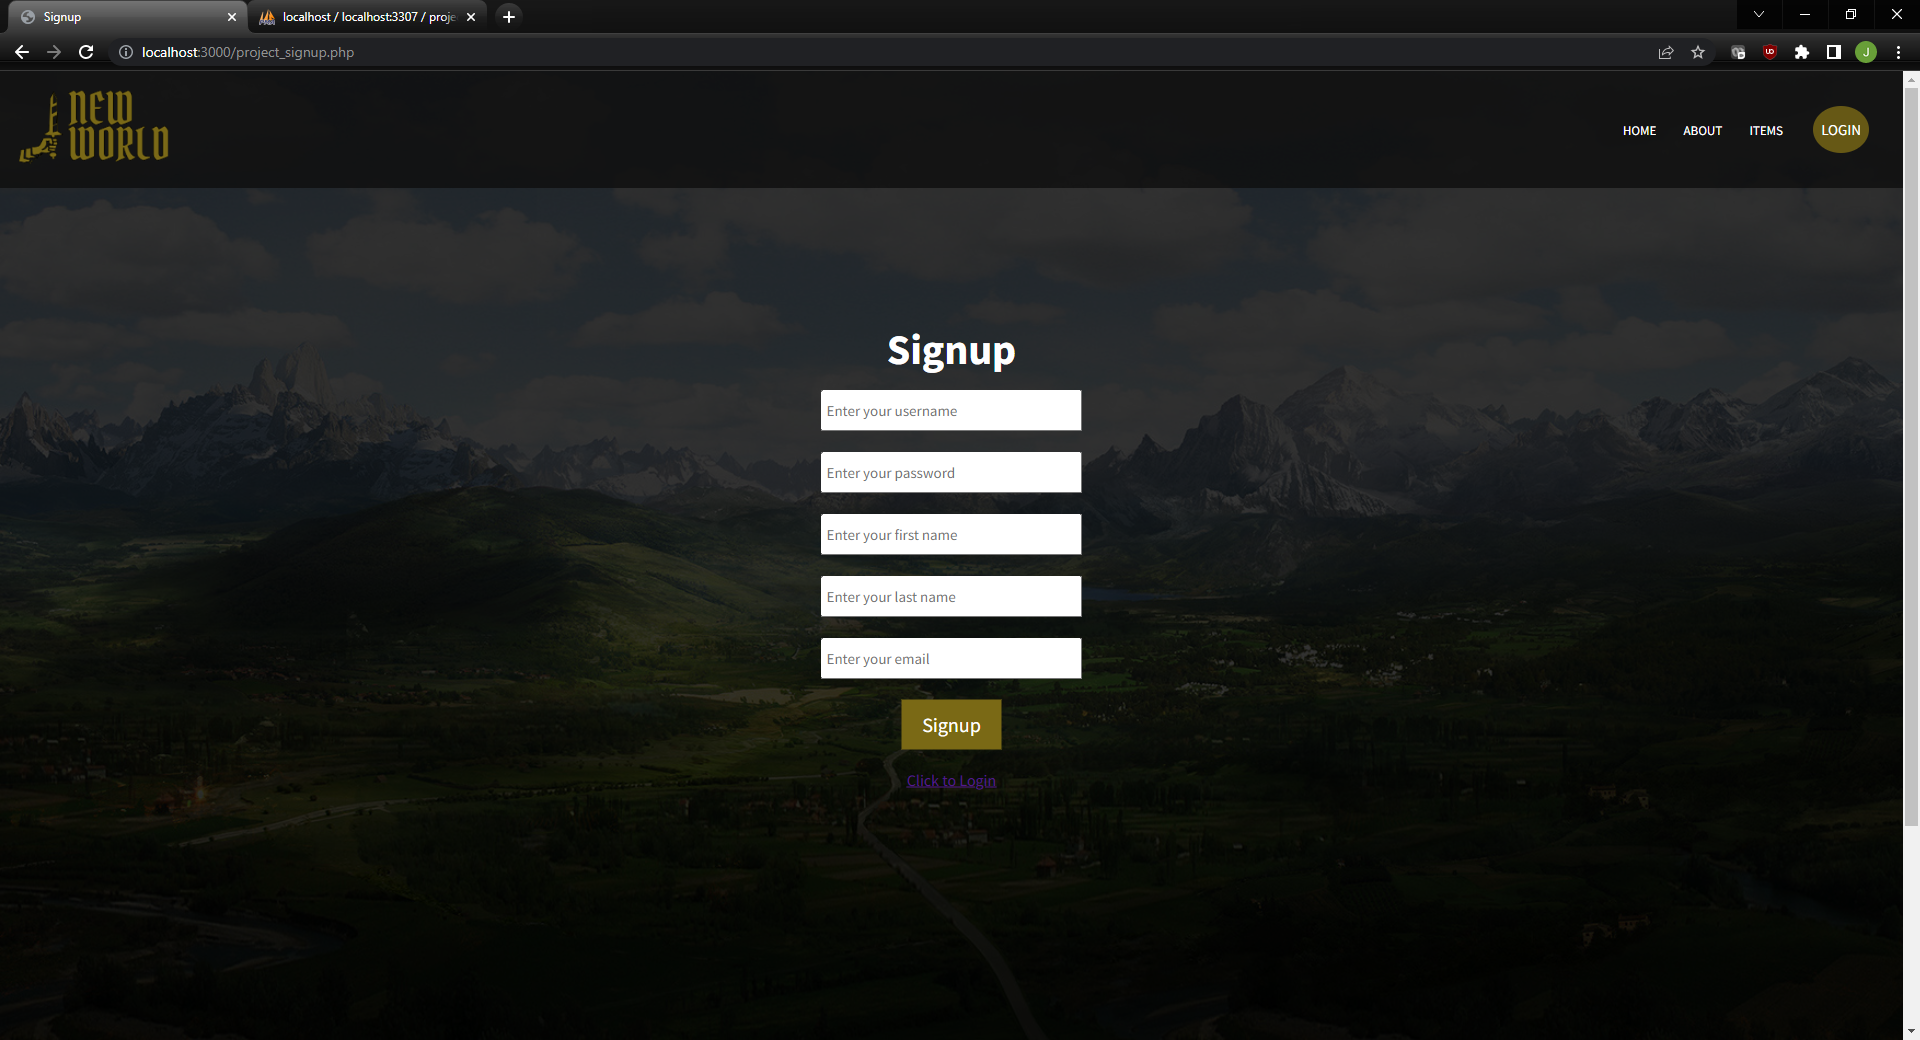 Signup
localhost / localhost:3307 / proje
localhost:3000/project_signup.php
J
NEW
WORLD
HOME
ABOUT
ITEMS
LOGIN
Signup
Enter your username
Enter your password
Enter your first name
Enter your last name
Enter your email
Signup
Click to Login